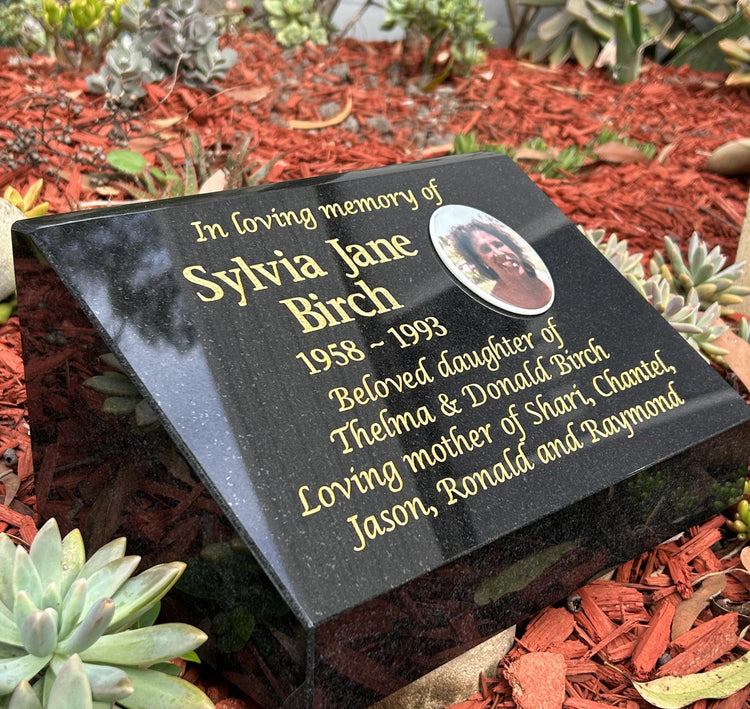 In loving memory of
Sylvia Jane
Birch
1958 ~ 1993
Beloved daughter of
Thelma & Donald Birch
Loving mother of Shari, Chantel,
Jason, Ronald and Raymond